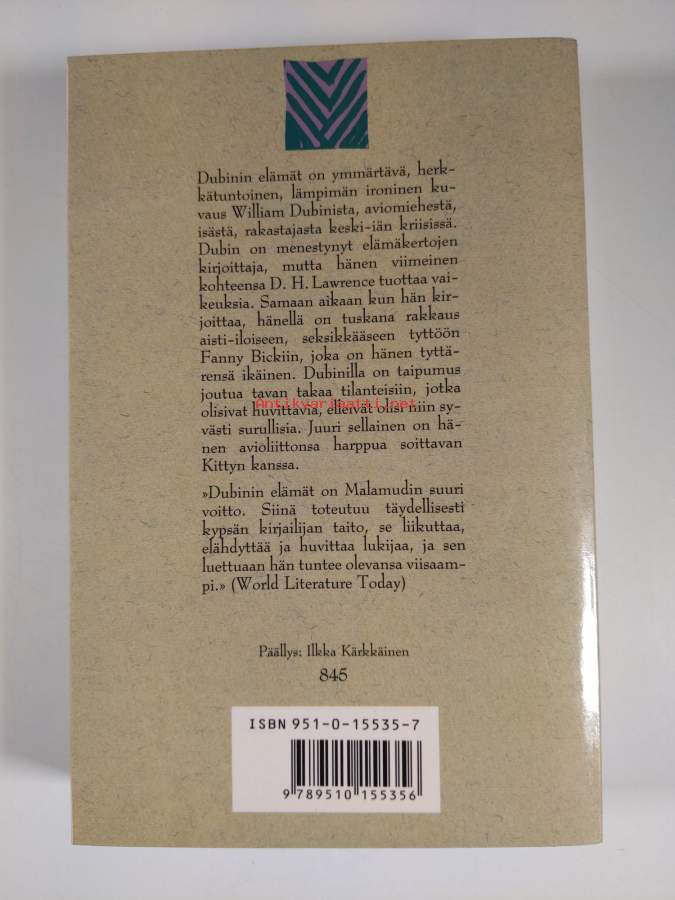 Dubinin elämät on ymmärtävä, herk-
kätuntoinen, lämpimän ironinen ku-
vaus William Dubinista, aviomiehestä,
isästä, rakastajasta keski-iän kriisissä.
Dubin on menestynyt elämäkertojen
kirjoittaja, mutta hänen viimeinen
kohteensa D. H. Lawrence tuottaa vai-
keuksia. Samaan aikaan kun hän kir-
joittaa, hänellä on tuskana rakkaus
aisti-iloiseen, seksikkääseen tyttöön
Fanny Bickiin, joka on hänen tyttä-
rensä ikäinen. Dubinilla on taipumus
joutua tavan takaa tilanteisiin, jotka
Antikvariaatti.net
olisivat huvittavia, elleivät olisi niin sy-
västi surullisia. Juuri sellainen on hä-
nen avioliittonsa harppua soittavan
Kittyn kanssa.
»Dubinin elämät on Malamudin suuri
voitto. Siinä toteutuu täydellisesti
kypsän kirjailijan taito, se liikuttaa,
elähdyttää ja huvittaa lukijaa, ja sen
luettuaan hän tuntee olevansa viisaam-
pi.» (World Literature Today)
Päällys: Ilkka Kärkkäinen
845
ISBN 951-0-15535-7
9 789510 155356